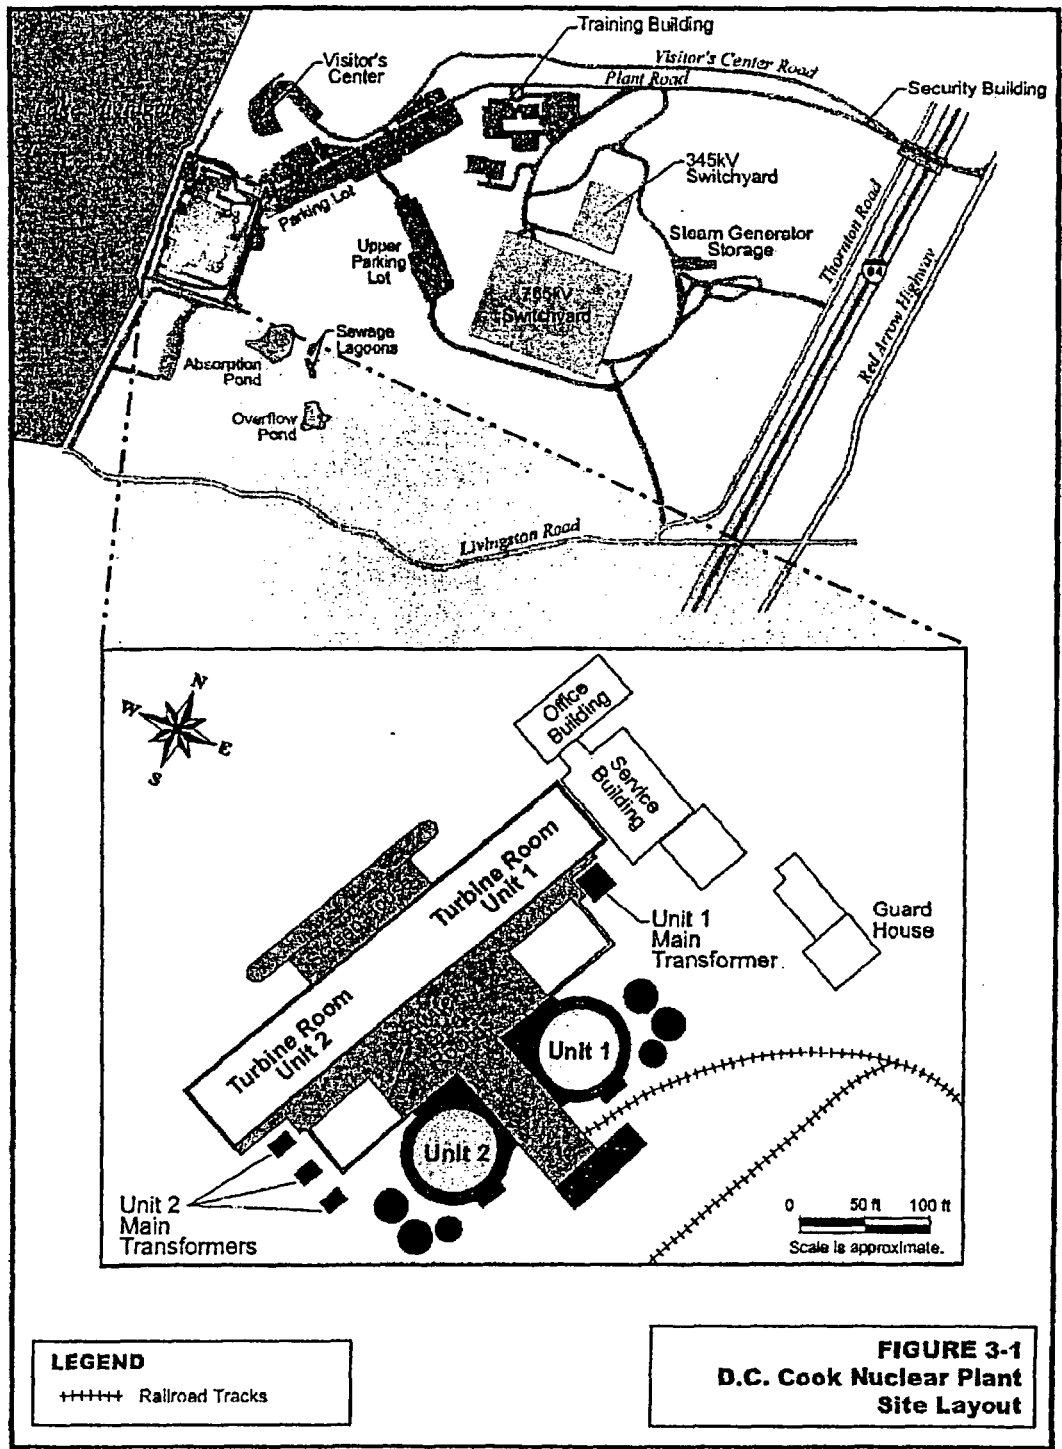 Training Building
Visitor's
Center
Visitor's Center Road
Plant Road
Security Building
345kV
Switchyard
Parking Lot
Thornton Road
Upper
Parking
Lot
Steam Generator
Storage
94
Red Arrow Highway
765kV
Switchyard
Sewage
Lagoons
Absorption
Pond
Overflow
Pond
Livingston Road
N
W
E
S
Office
Building
Service
Building
Turbine Room
Unit 1
Unit 1
Main
Transformer
Guard
House
Turbine Room
Unit 2
Unit 1
Unit 2
Unit 2
Main
Transformers
0 50 ft 100 ft
Scale is approximate.
LEGEND
Railroad Tracks
FIGURE 3-1
D.C. Cook Nuclear Plant
Site Layout